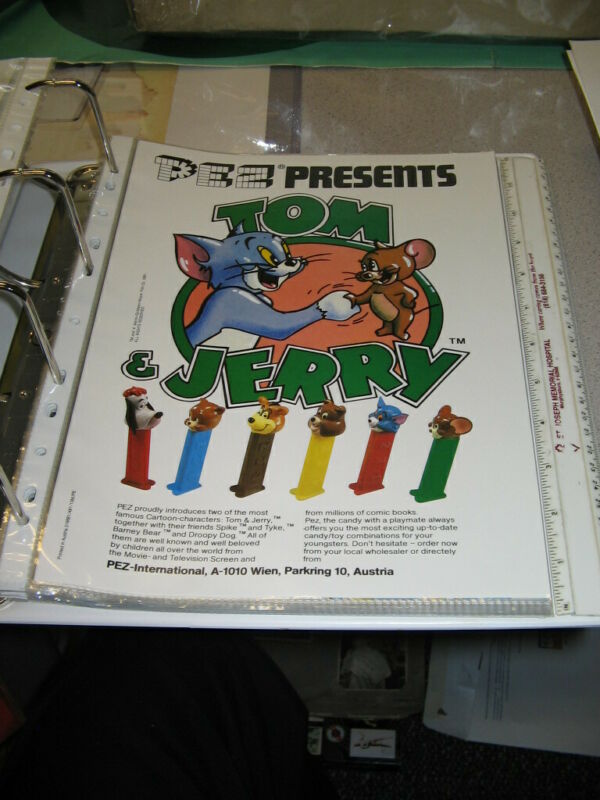 PEZ® PRESENTS
TOM
& JERRY™
PEZ proudly introduces two of the most
famous Cartoon-characters: Tom & Jerry,™
together with their friends Spike™ and Tyke,™
Barney Bear™ and Droopy Dog.™ All of
them are well known and well beloved
by children all over the world from
the Movie- and Television Screen and
from millions of comic books.
Pez, the candy with a playmate always
offers you the most exciting up-to-date
candy/toy combinations for your
youngsters. Don't hesitate – order now
from your local wholesaler or directely
from
PEZ-International, A-1010 Wien, Parkring 10, Austria
Printed in Austria
ST. JOSEPH MEMORIAL HOSPITAL